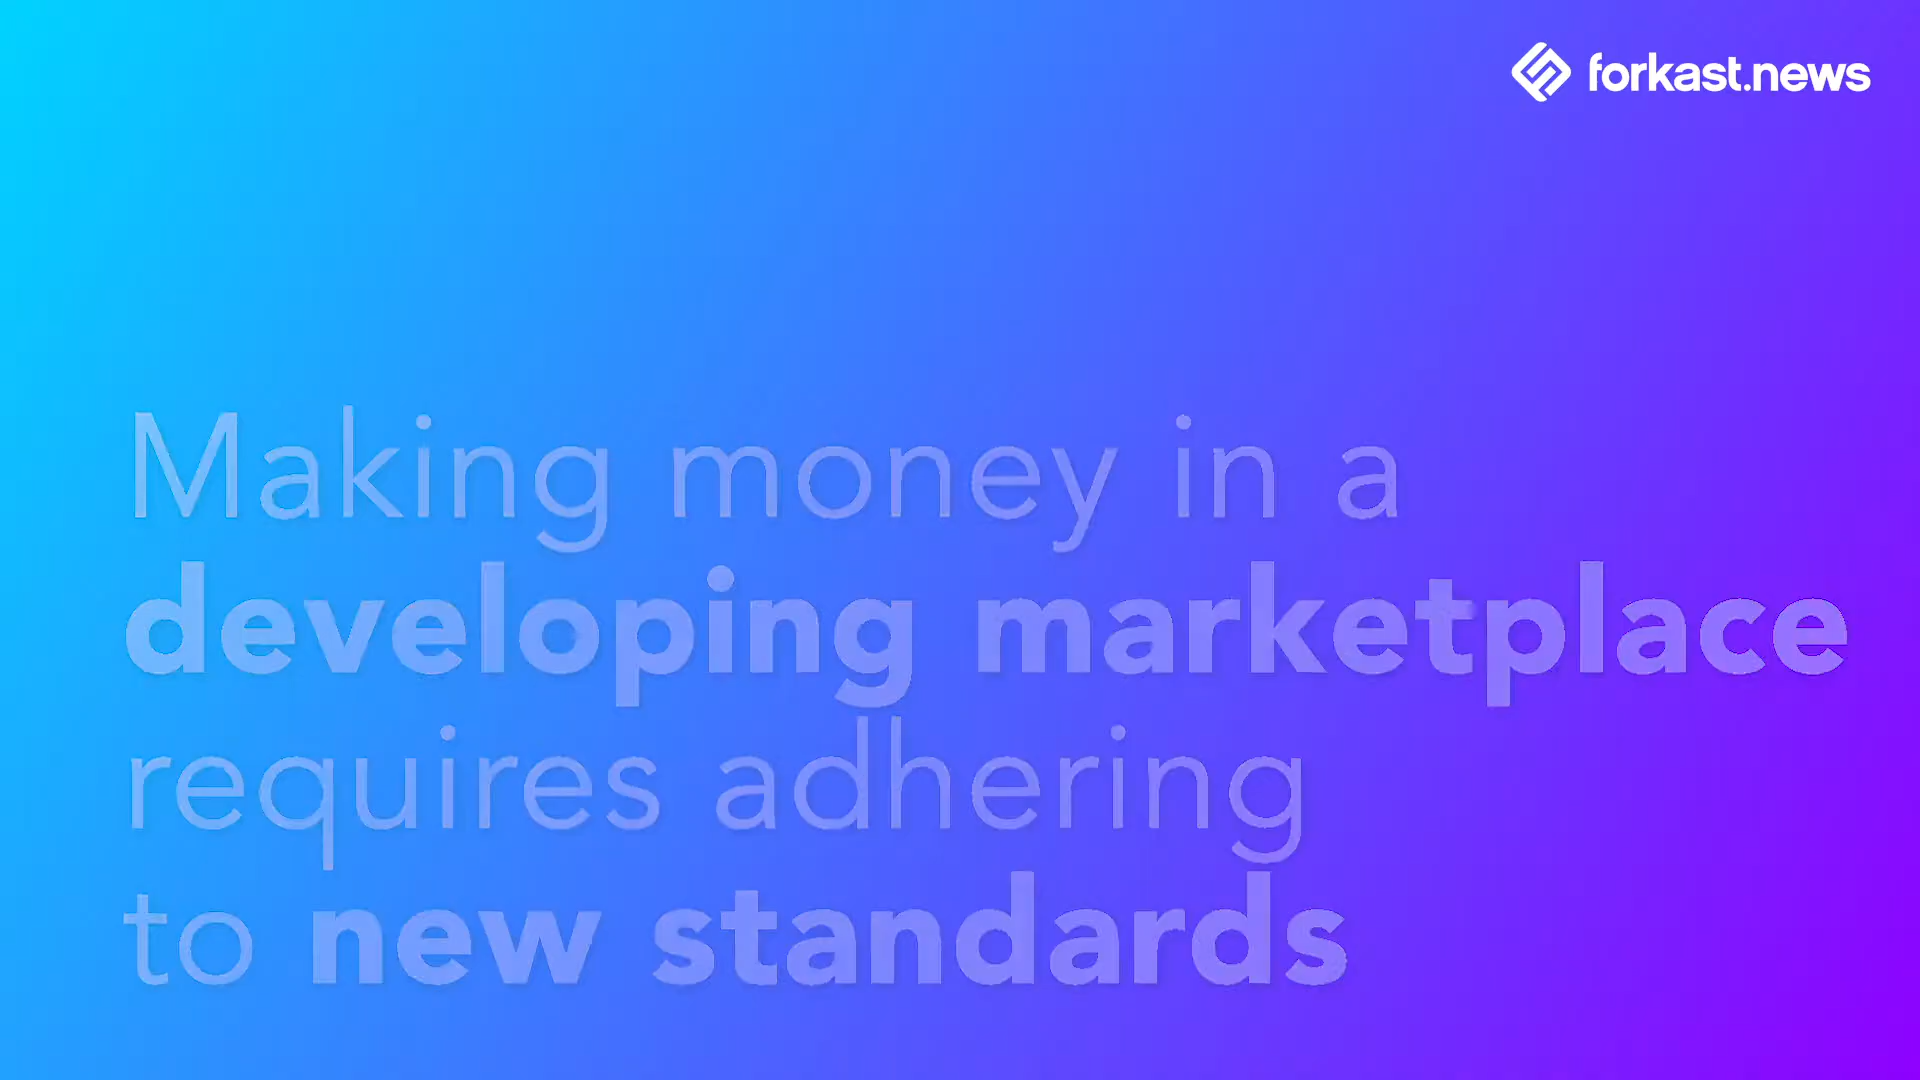 forkast.news
Making money in a
developing marketplace
requires adhering
to new standards